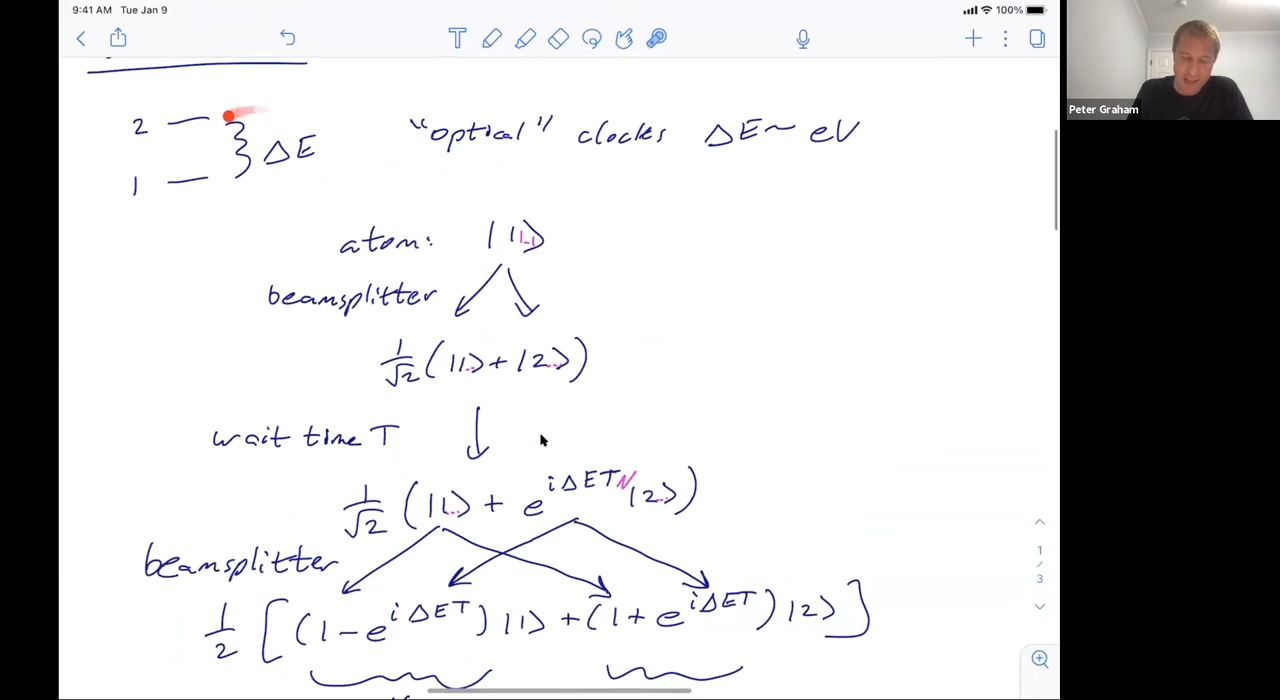 9:41 AM Tue Jan 9
100%
Peter Graham
2
1
ΔE
"optical" clocks ΔE ~ eV
atom: |11..⟩
beamsplitter
1/√2 (|1..⟩ + |2..⟩)
wait time T
1/√2 (|1..⟩ + e^{iΔETN} |2..⟩)
beamsplitter
1/2 [(1 - e^{iΔET}) |1⟩ + (1 + e^{iΔET}) |2⟩]
1
/
3